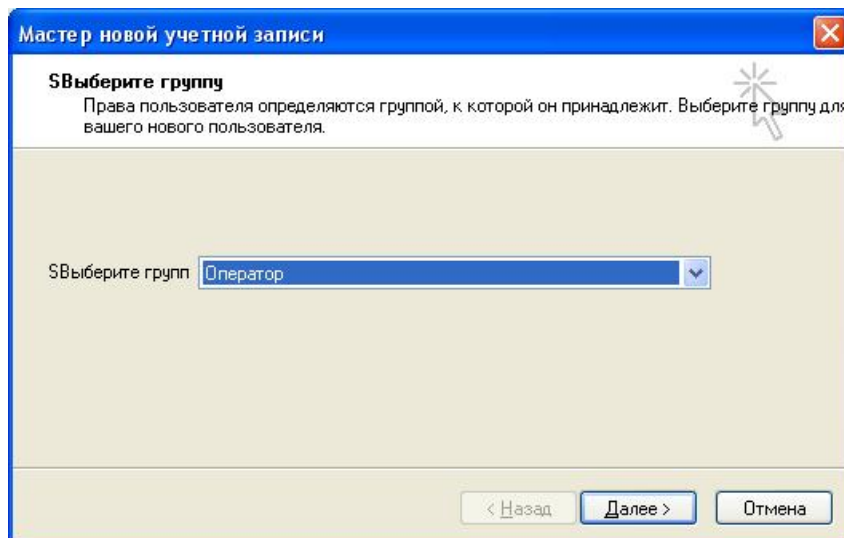 Мастер новой учетной записи
SВыберите группу
Права пользователя определяются группой, к которой он принадлежит. Выберите группу для
вашего нового пользователя.
SВыберите групп Оператор
< Назад Далее > Отмена